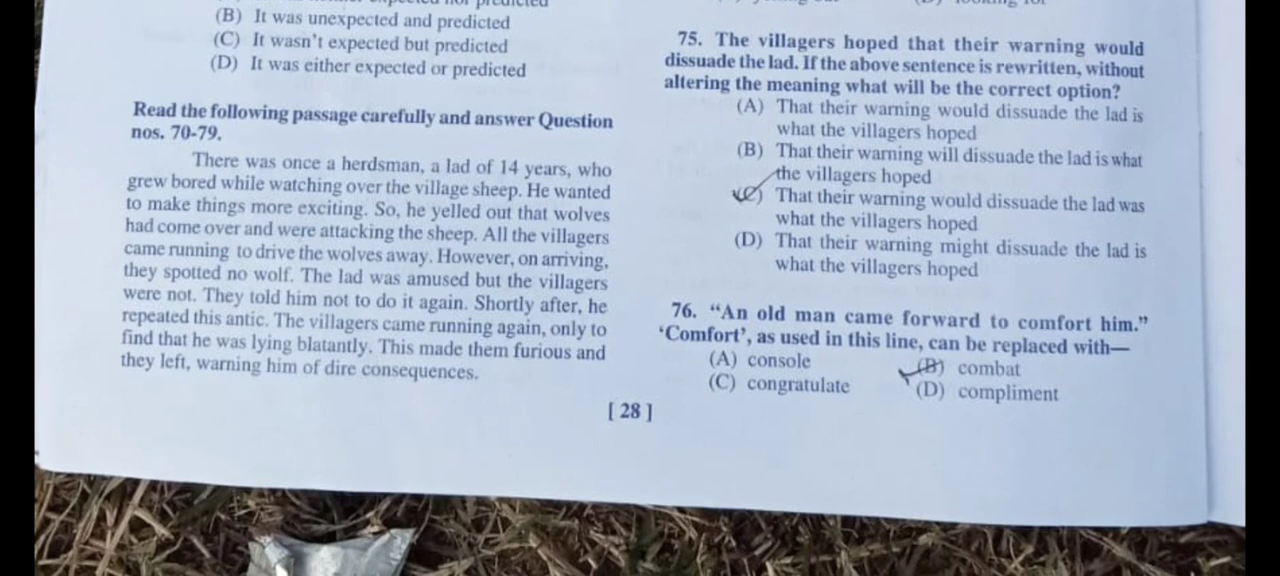 (B) It was unexpected and predicted
(C) It wasn't expected but predicted
(D) It was either expected or predicted
Read the following passage carefully and answer Question
nos. 70-79.
There was once a herdsman, a lad of 14 years, who
grew bored while watching over the village sheep. He wanted
to make things more exciting. So, he yelled out that wolves
had come over and were attacking the sheep. All the villagers
came running to drive the wolves away. However, on arriving,
they spotted no wolf. The lad was amused but the villagers
were not. They told him not to do it again. Shortly after, he
repeated this antic. The villagers came running again, only to
find that he was lying blatantly. This made them furious and
they left, warning him of dire consequences.
75. The villagers hoped that their warning would
dissuade the lad. If the above sentence is rewritten, without
altering the meaning what will be the correct option?
(A) That their warning would dissuade the lad is
what the villagers hoped
(B) That their warning will dissuade the lad is what
the villagers hoped
(C) That their warning would dissuade the lad was
what the villagers hoped
(D) That their warning might dissuade the lad is
what the villagers hoped
76. “An old man came forward to comfort him.”
‘Comfort’, as used in this line, can be replaced with—
(A) console (B) combat
(C) congratulate (D) compliment
[ 28 ]